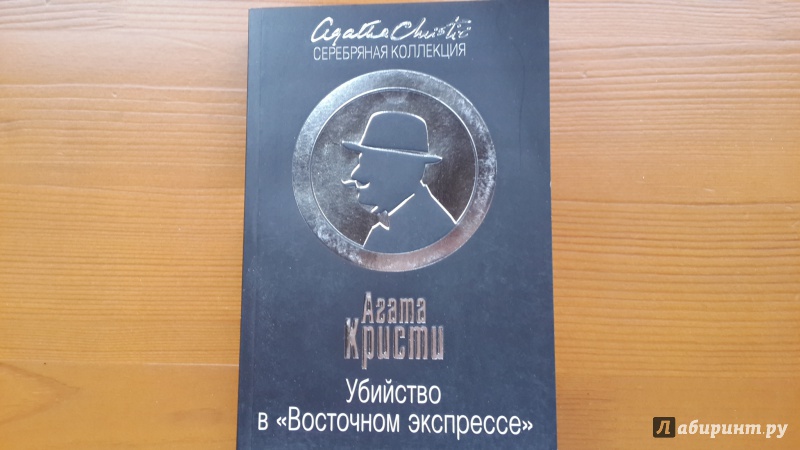 Agatha Christie
СЕРЕБРЯНАЯ КОЛЛЕКЦИЯ
Агата
Кристи
Убийство
в «Восточном экспрессе»
Лабиринт.ру